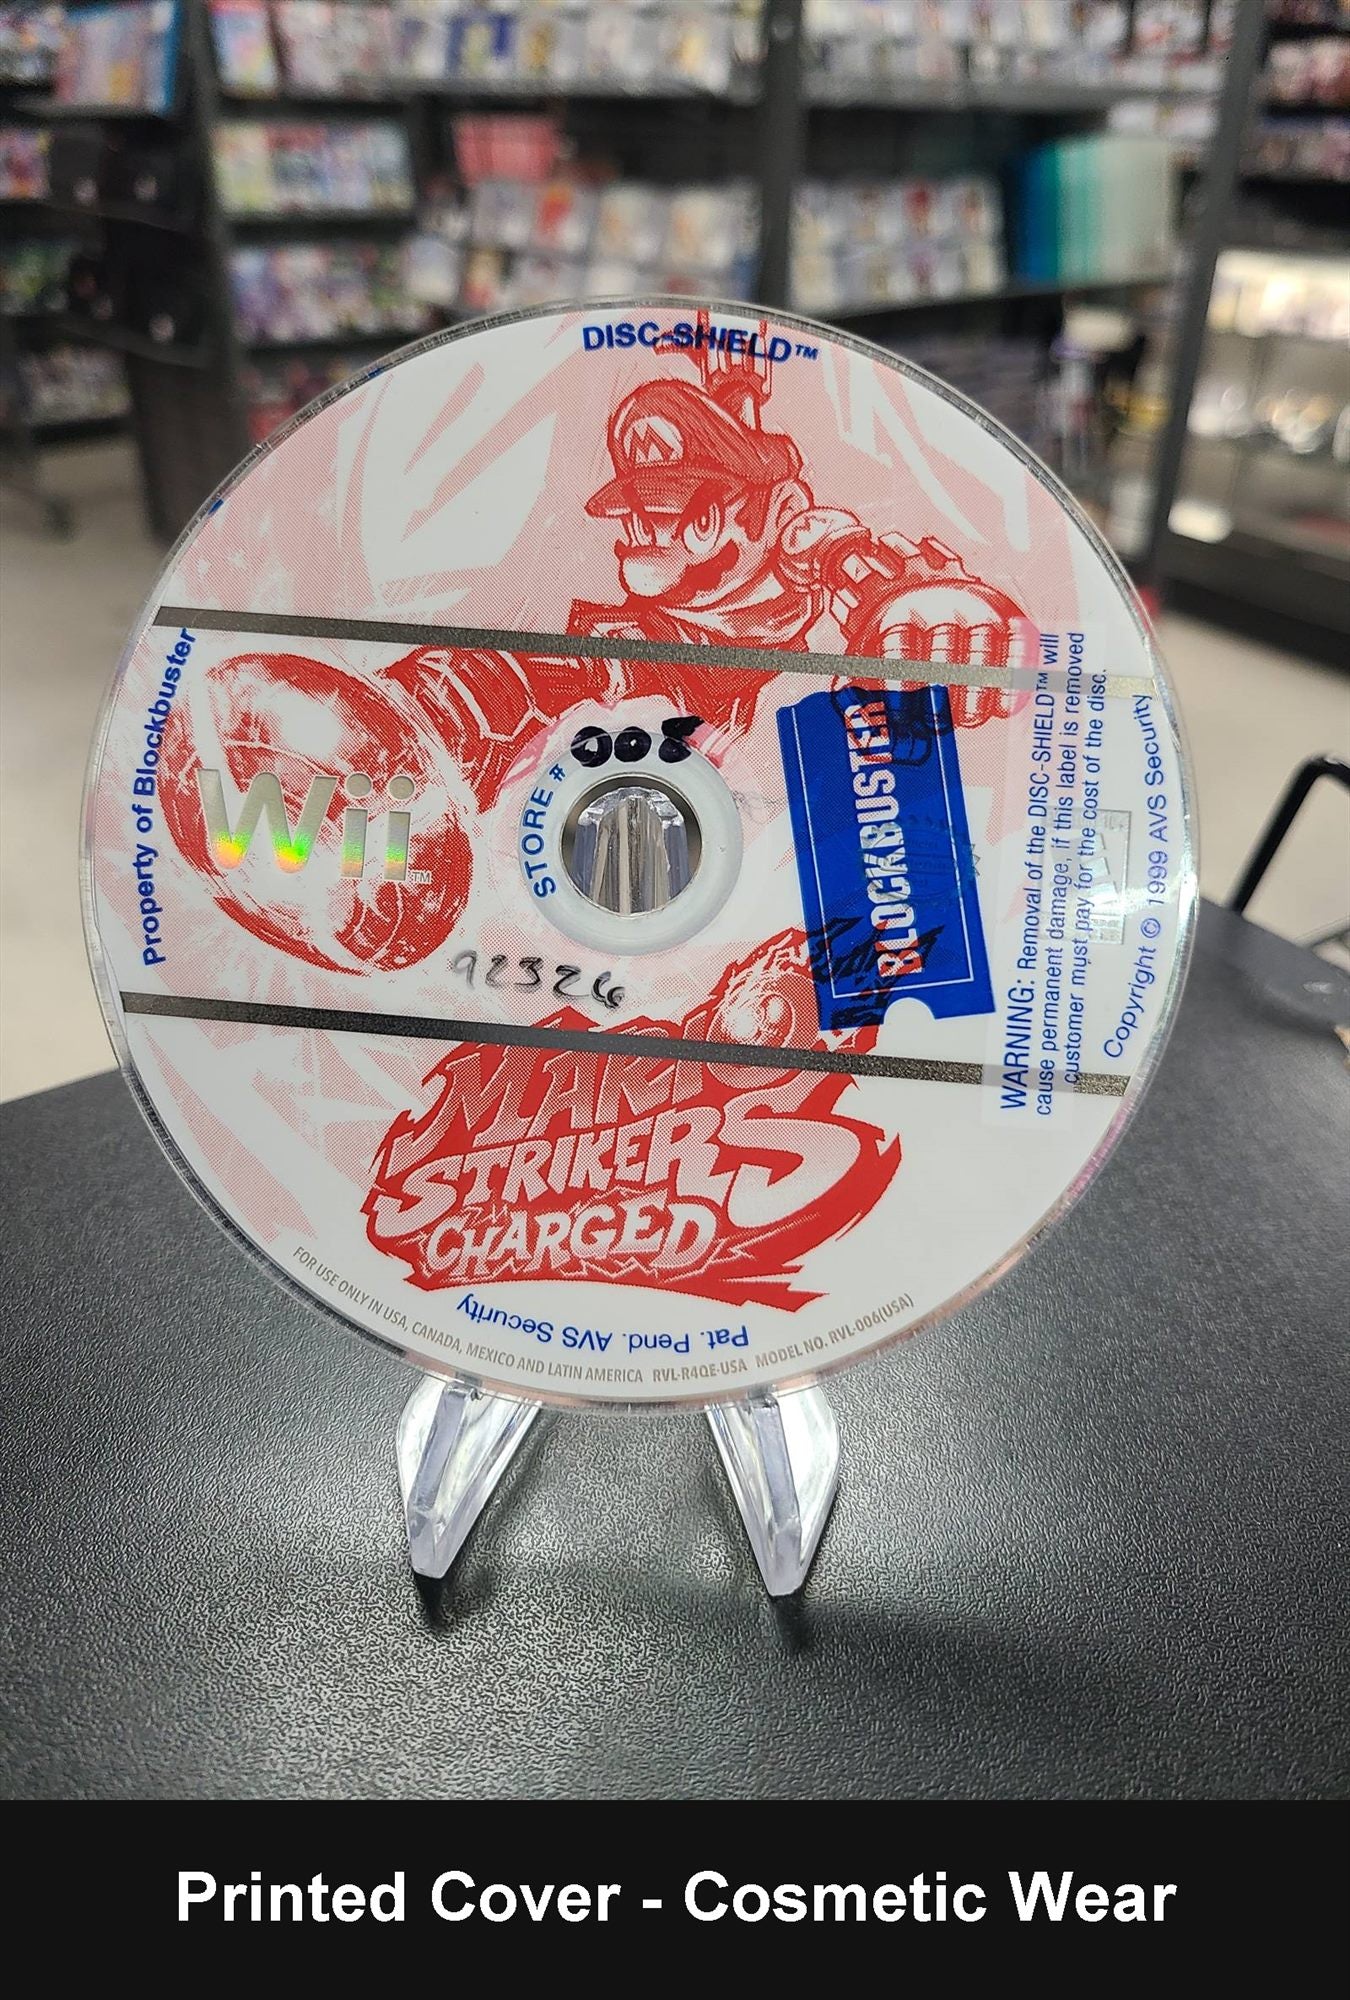 DISC-SHIELD™
M
Property of Blockbuster
Wii™
STORE # 008
BLOCKBUSTER
WARNING: Removal of the DISC-SHIELD™ will
cause permanent damage, if this label is removed
customer must pay for the cost of the disc.
Copyright © 1999 AVS Security
92326
MARIO
STRIKERS
CHARGED
Pat. Pend. AVS Security
FOR USE ONLY IN USA, CANADA, MEXICO AND LATIN AMERICA RVL-R4QE-USA MODEL NO. RVL-006(USA)
Printed Cover - Cosmetic Wear